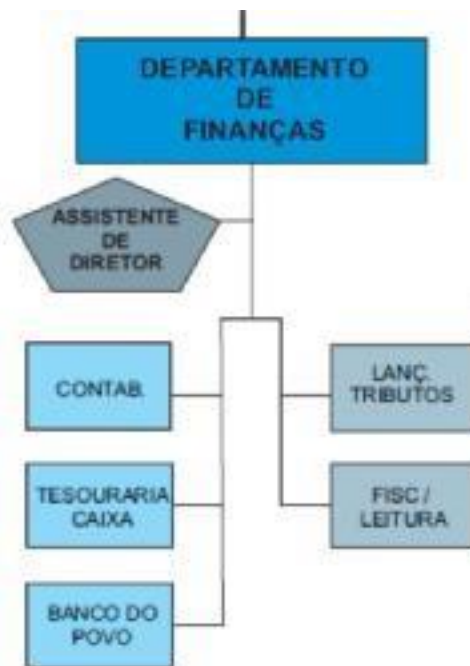 DEPARTAMENTO
DE
FINANÇAS
ASSISTENTE
DE
DIRETOR
CONTAB.
LANÇ.
TRIBUTOS
TESOURARIA
CAIXA
FISC /
LEITURA
BANCO DO
POVO